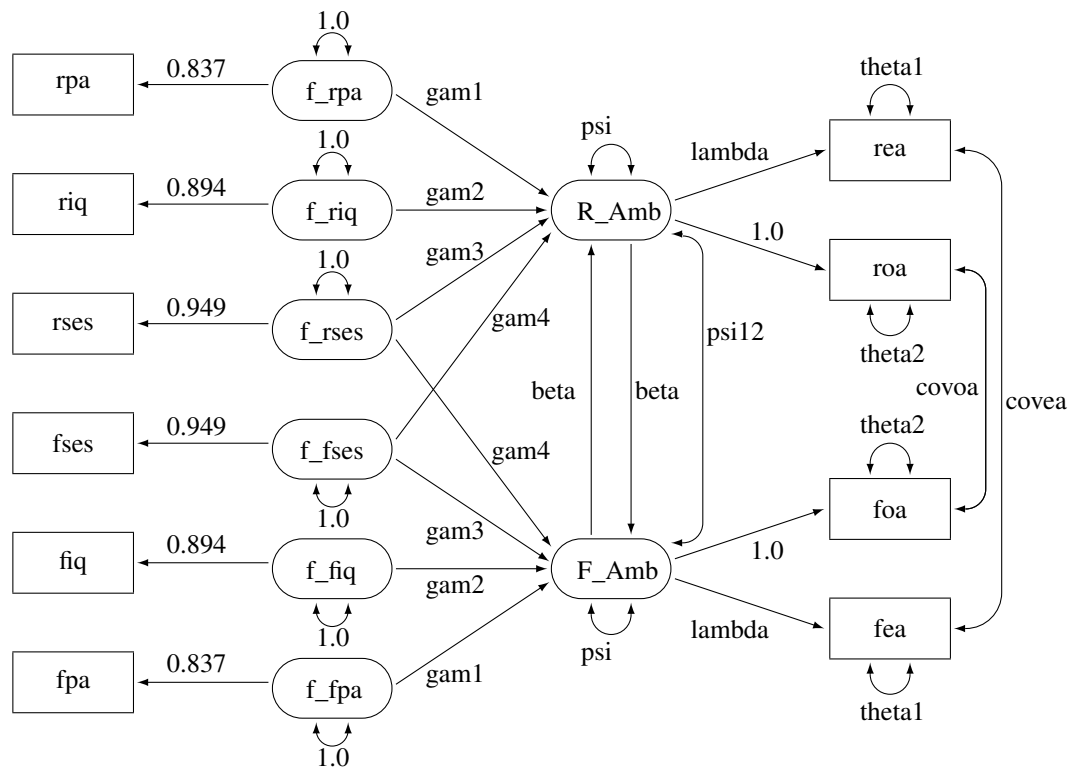 1.0
rpa
0.837
f_rpa
gam1
theta1
1.0
psi
rea
lambda
riq
0.894
f_riq
gam2
R_Amb
1.0
1.0
gam3
roa
rses
0.949
f_rses
gam4
psi12
theta2
beta
beta
covoa
covea
fses
0.949
f_fses
gam4
theta2
1.0
gam3
foa
fiq
0.894
f_fiq
gam2
F_Amb
1.0
1.0
lambda
fea
psi
fpa
0.837
f_fpa
gam1
theta1
1.0